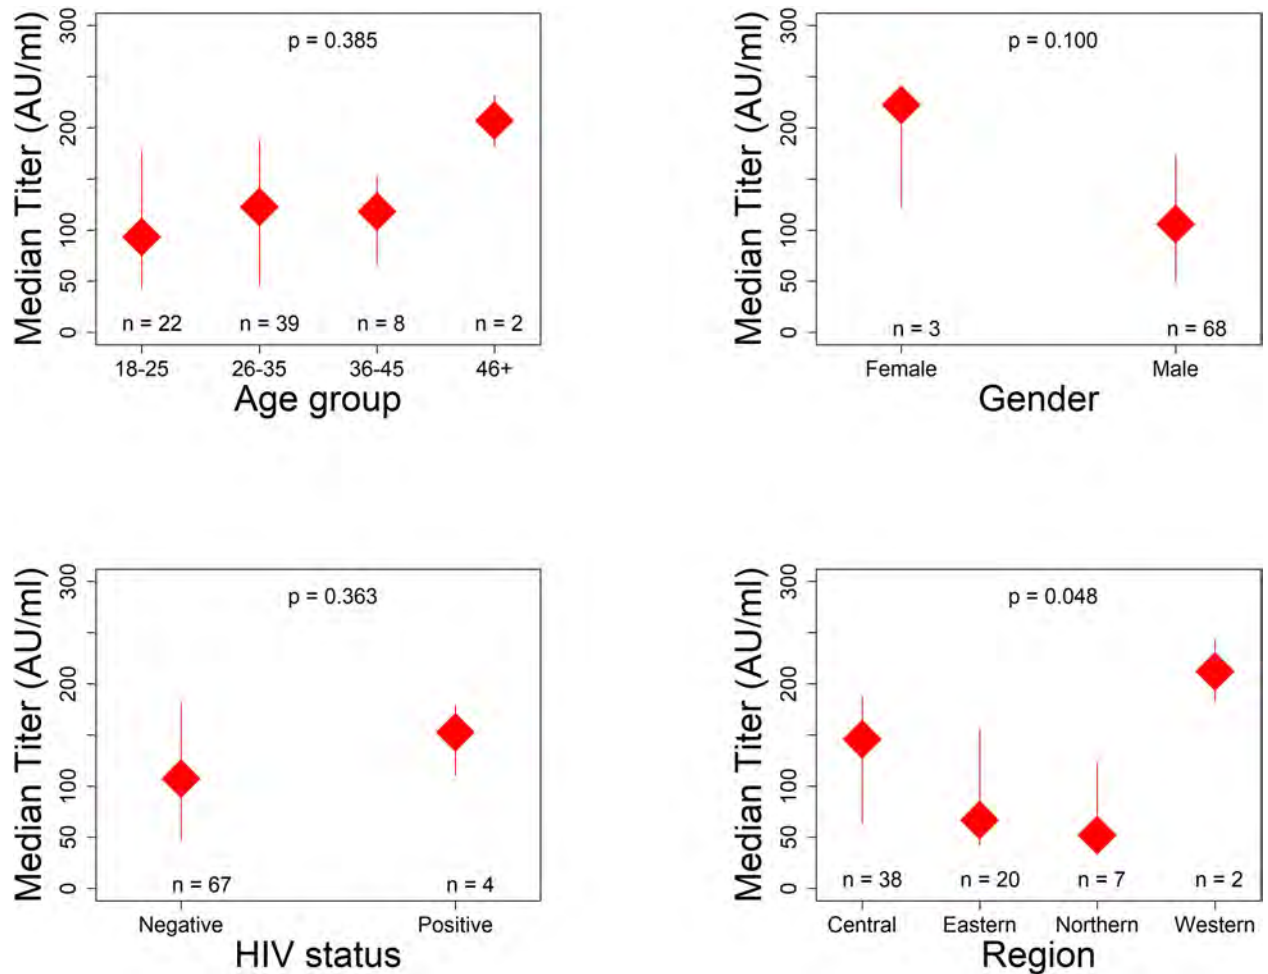 Median Titer (AU/ml)
300
200
100
50
0
p = 0.385
n = 22 n = 39 n = 8 n = 2
18-25 26-35 36-45 46+
Age group
Median Titer (AU/ml)
300
200
100
50
0
p = 0.100
n = 3 n = 68
Female Male
Gender
Median Titer (AU/ml)
300
200
100
50
0
p = 0.363
n = 67 n = 4
Negative Positive
HIV status
Median Titer (AU/ml)
300
200
100
50
0
p = 0.048
n = 38 n = 20 n = 7 n = 2
Central Eastern Northern Western
Region